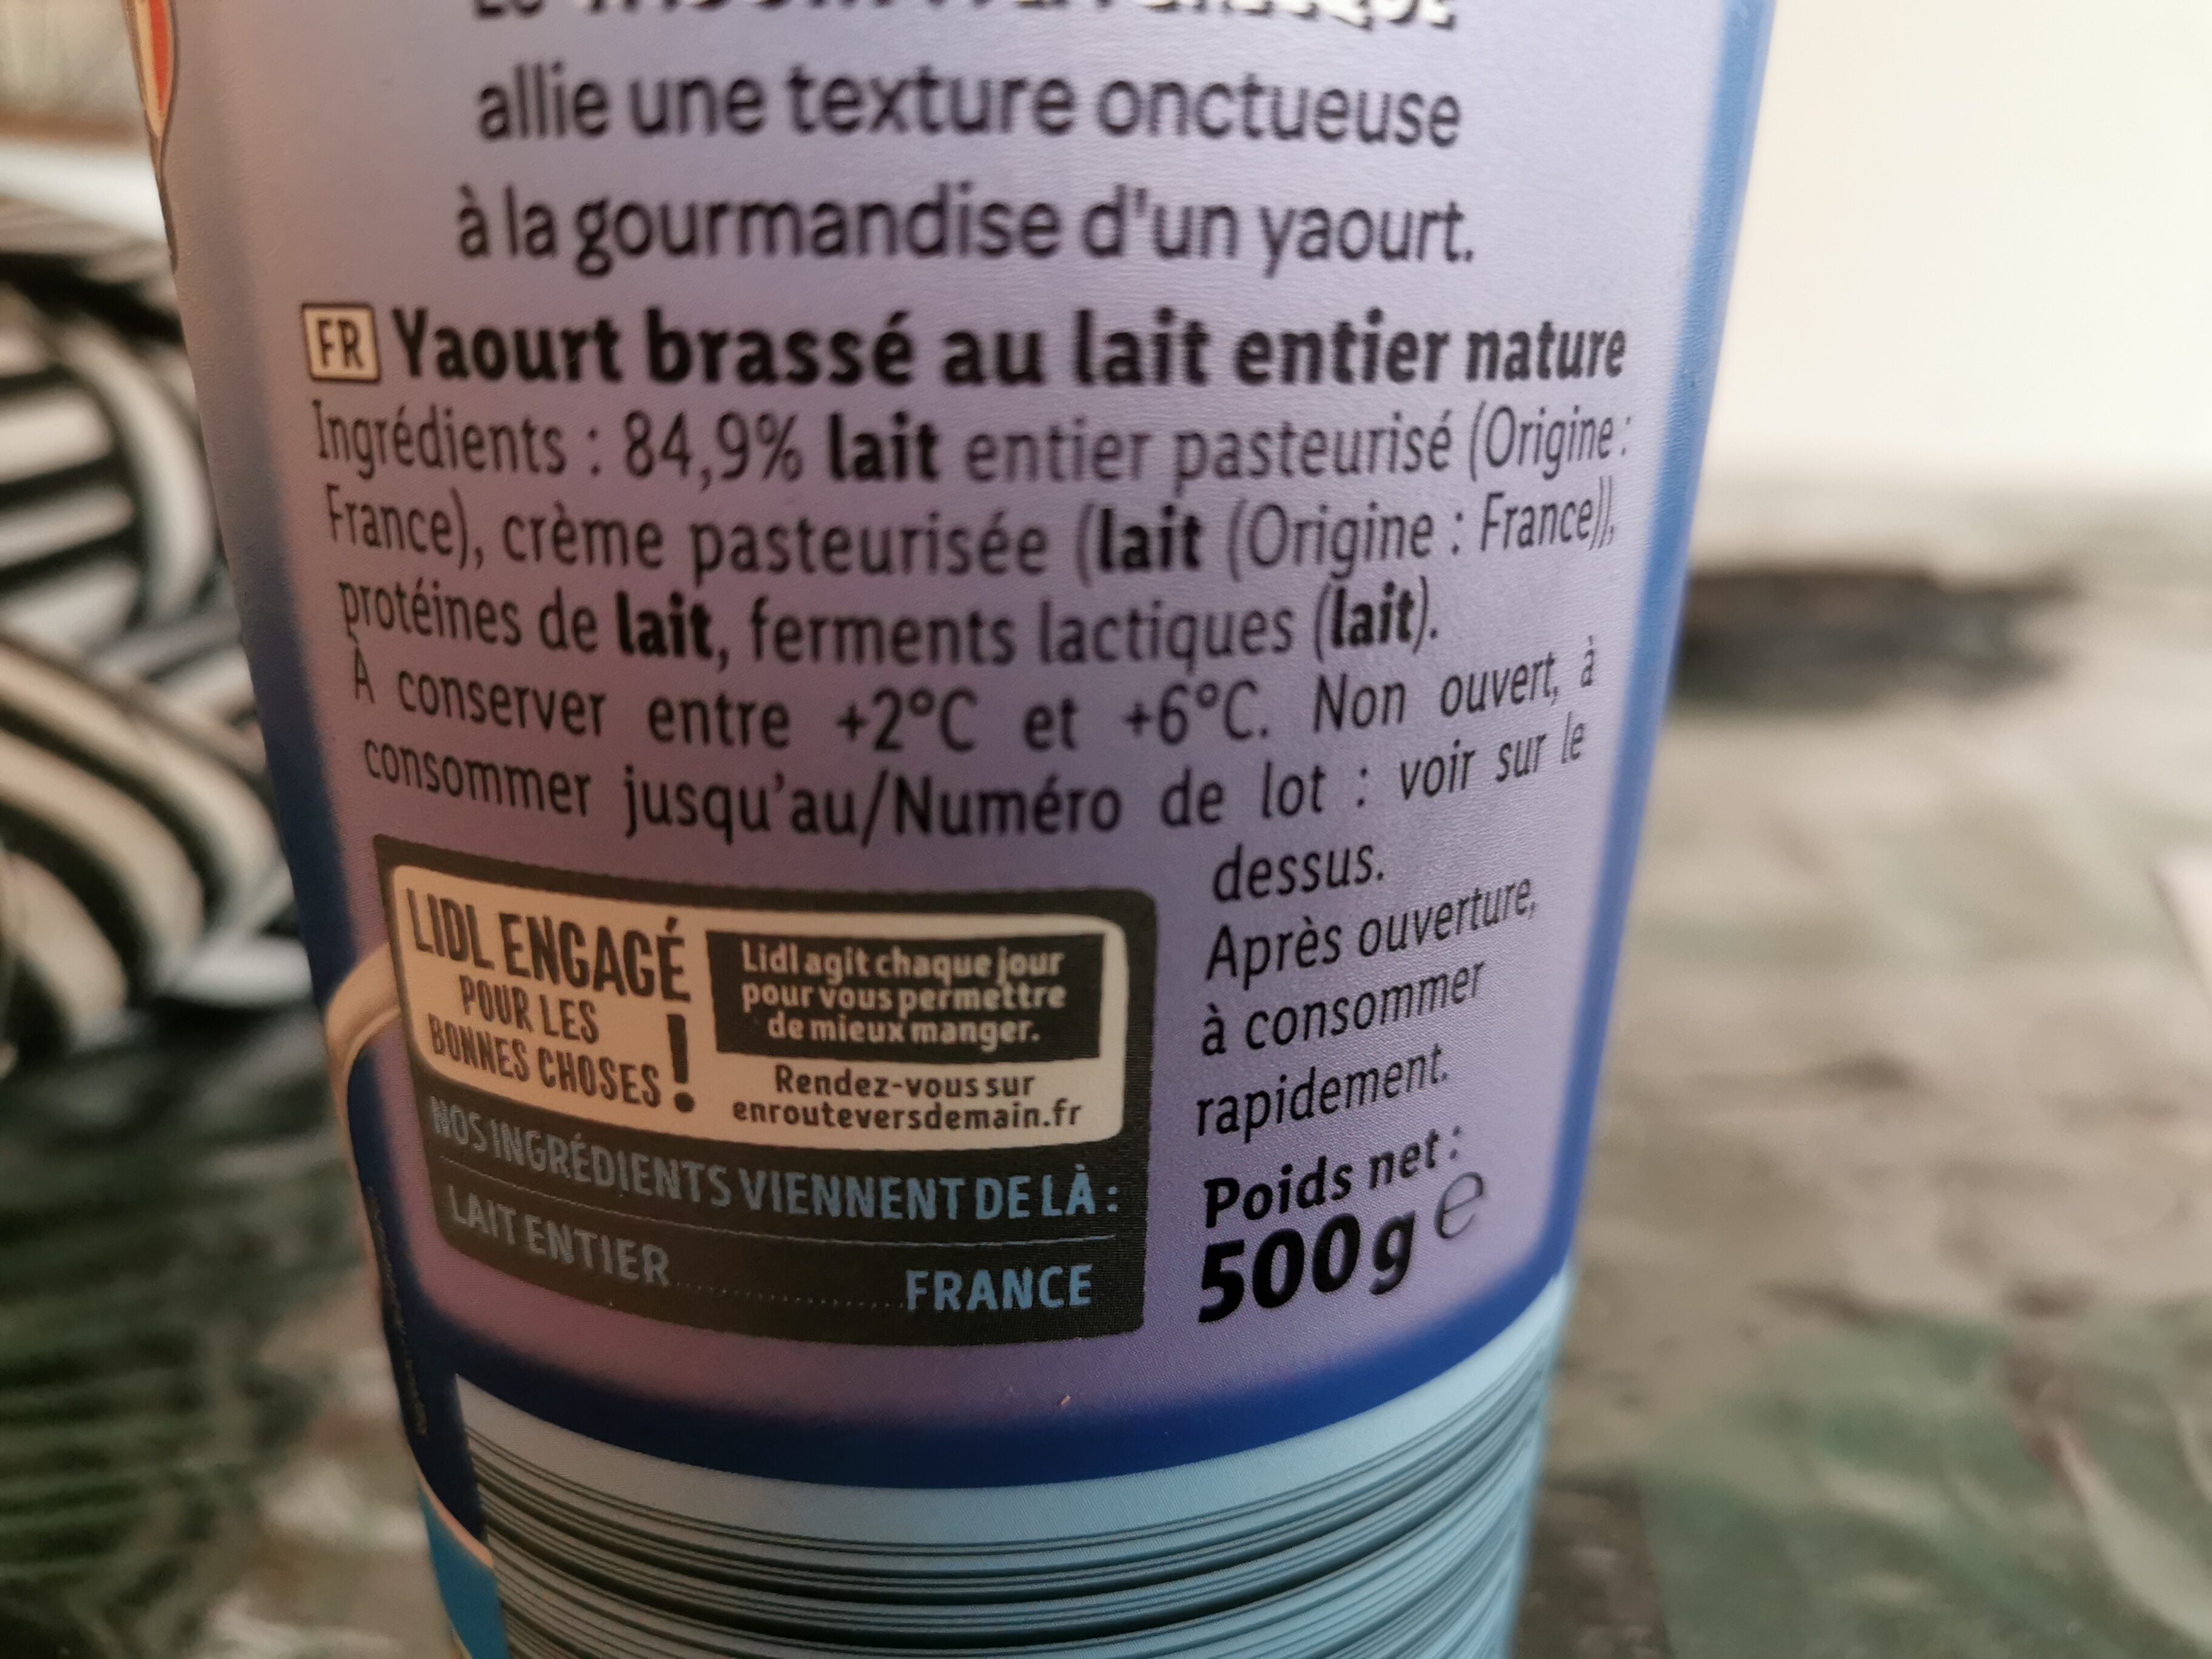 allie une texture onctueuse
à la gourmandise d'un yaourt.
FR Yaourt brassé au lait entier nature
Ingrédients : 84,9% lait entier pasteurisé (Origine :
France), crème pasteurisée (lait (Origine : France)),
protéines de lait, ferments lactiques (lait).
À conserver entre +2°C et +6°C. Non ouvert, à
consommer jusqu'au/Numéro de lot : voir sur le
dessus.
Après ouverture,
à consommer
rapidement.
Poids net :
500g e
LIDL ENGAGÉ
POUR LES
BONNES CHOSES !
Lidl agit chaque jour
pour vous permettre
de mieux manger.
Rendez-vous sur
enrouteversdemain.fr
NOS INGRÉDIENTS VIENNENT DE LÀ :
LAIT ENTIER.................... FRANCE